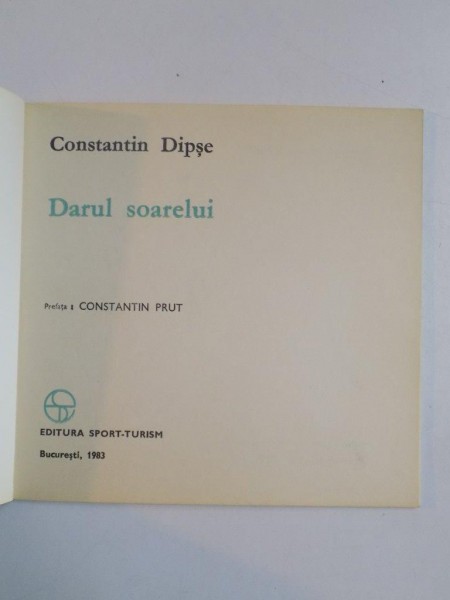 Constantin Dipşe
Darul soarelui
Prefaţa : CONSTANTIN PRUT
EDITURA SPORT-TURISM
Bucureşti, 1983